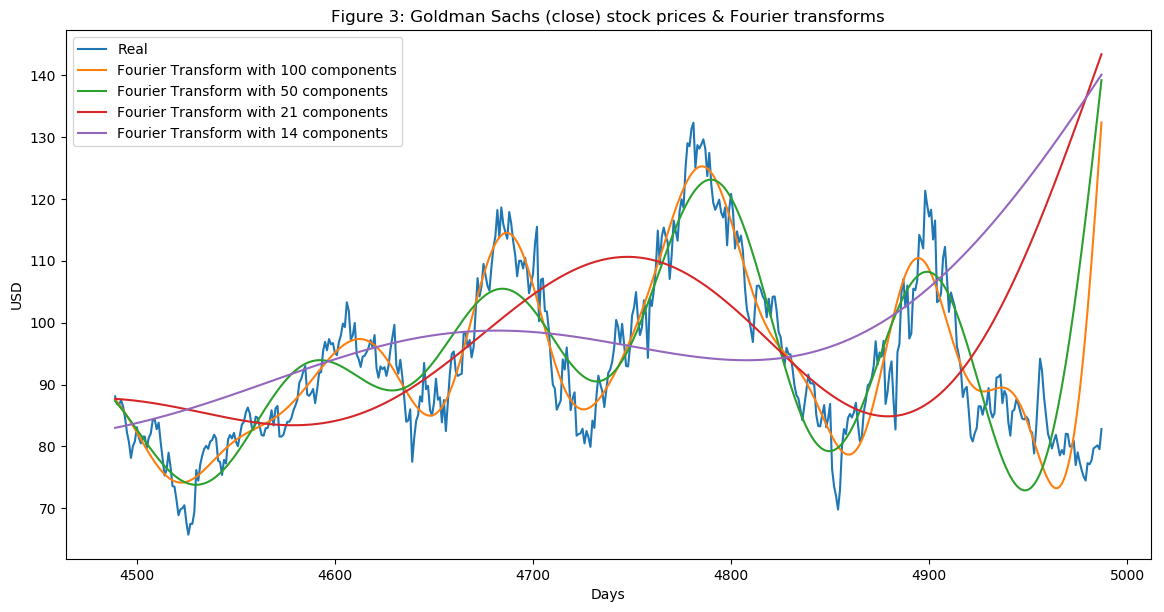 Figure 3: Goldman Sachs (close) stock prices & Fourier transforms
Real
Fourier Transform with 100 components
Fourier Transform with 50 components
Fourier Transform with 21 components
Fourier Transform with 14 components
140
130
120
110
100
90
80
70
USD
4500 4600 4700 4800 4900 5000
Days